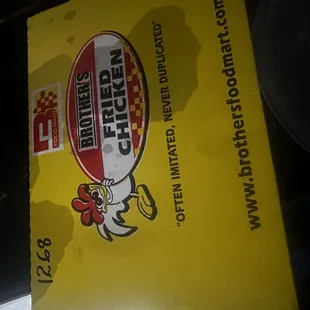 B
BROTHER'S
FRIED
CHICKEN
"OFTEN IMITATED, NEVER DUPLICATED"
www.brothersfoodmart.com
1268